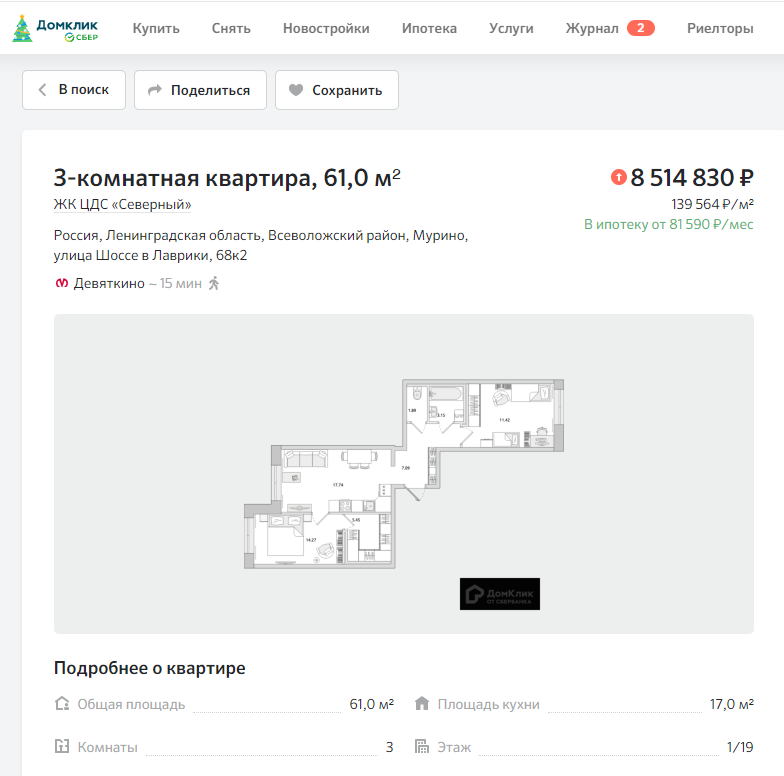 Домклик
СБЕР
Купить Снять Новостройки Ипотека Услуги Журнал 2 Риелторы
В поиск Поделиться Сохранить
3-комнатная квартира, 61,0 м²
8 514 830 ₽
ЖК ЦДС «Северный»
139 564 ₽/м²
В ипотеку от 81 590 ₽/мес
Россия, Ленинградская область, Всеволожский район, Мурино,
улица Шоссе в Лаврики, 68к2
Девяткино ~ 15 мин
3.15
11.42
7.09
17.74
14.27
ДомКлик
ОТ СБЕРБАНКА
Подробнее о квартире
Общая площадь 61,0 м² Площадь кухни 17,0 м²
Комнаты 3 Этаж 1/19